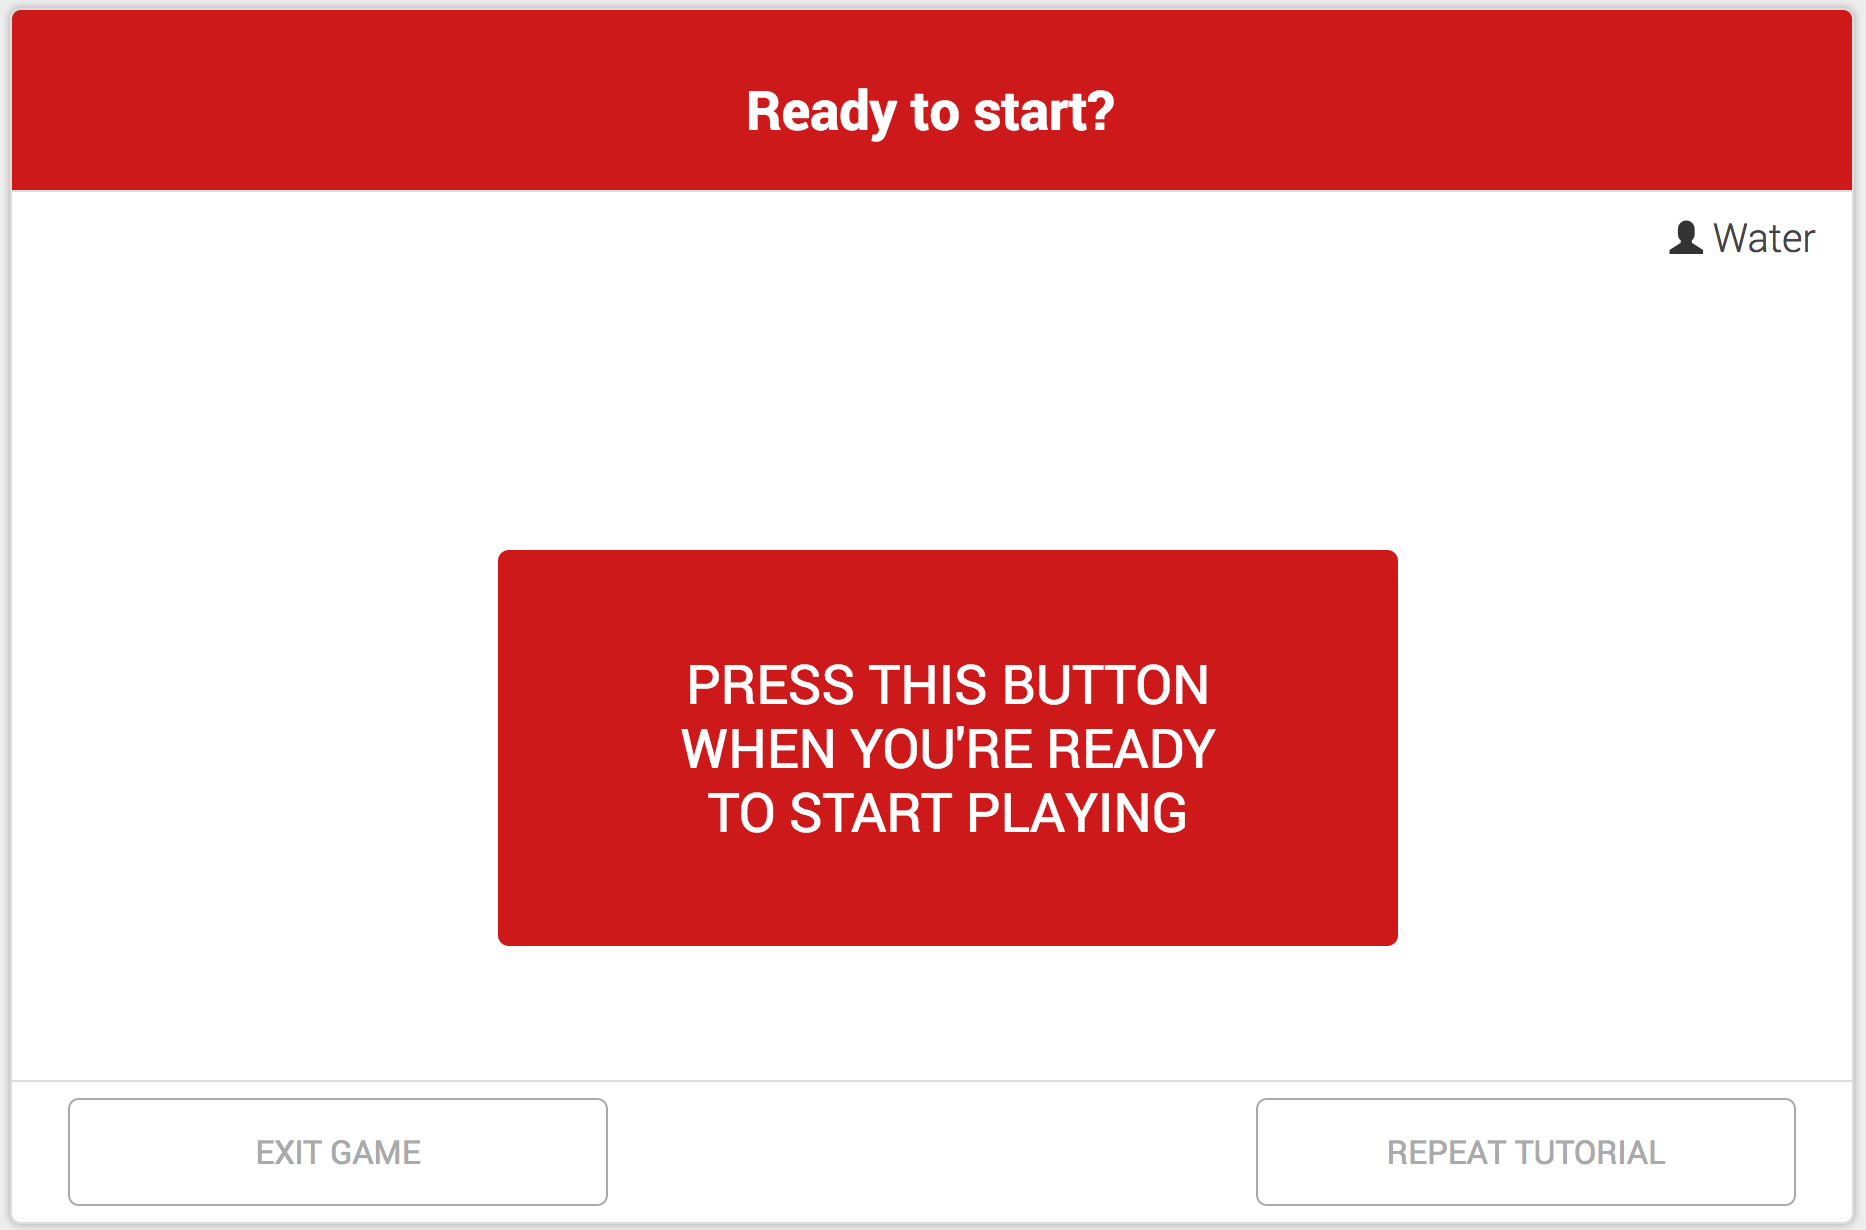 Ready to start?
Water
PRESS THIS BUTTON
WHEN YOU'RE READY
TO START PLAYING
EXIT GAME
REPEAT TUTORIAL